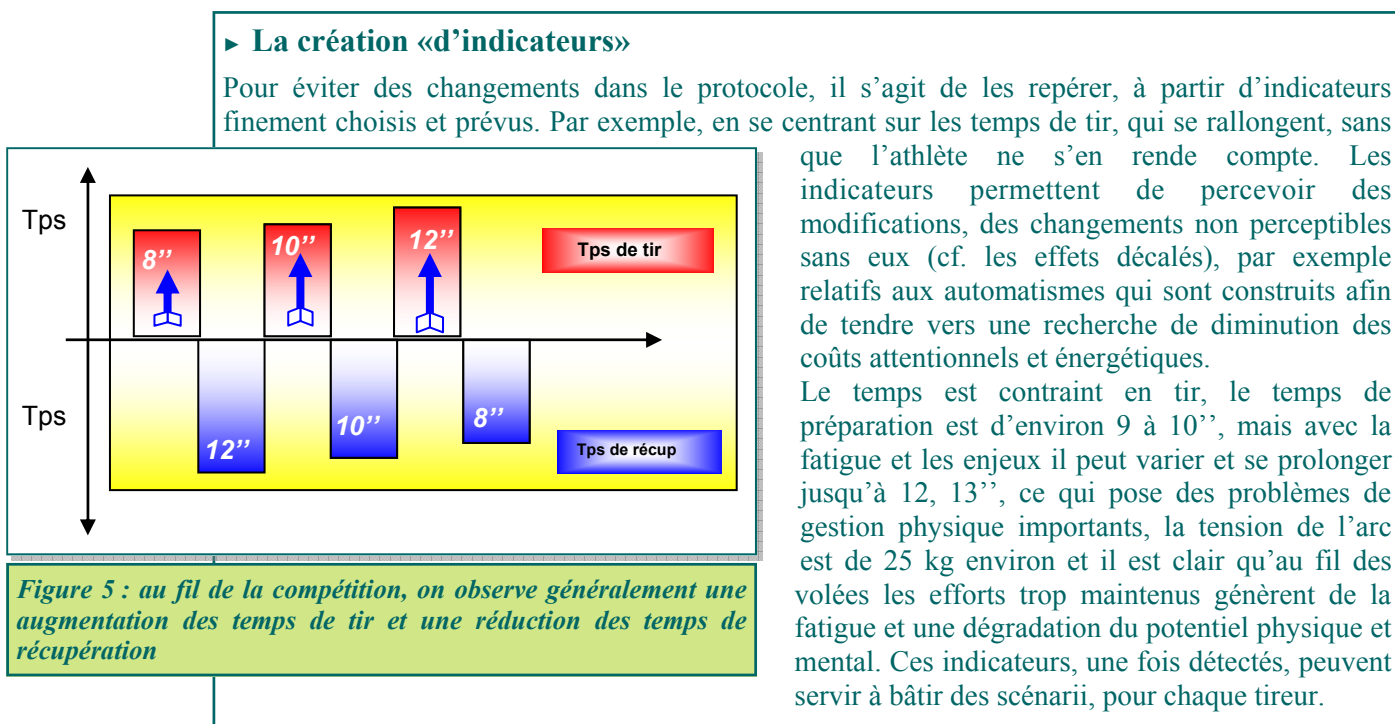 ► La création «d’indicateurs»
Pour éviter des changements dans le protocole, il s’agit de les repérer, à partir d’indicateurs
finement choisis et prévus. Par exemple, en se centrant sur les temps de tir, qui se rallongent, sans
que l’athlète ne s’en rende compte. Les
indicateurs permettent de percevoir des
modifications, des changements non perceptibles
sans eux (cf. les effets décalés), par exemple
relatifs aux automatismes qui sont construits afin
de tendre vers une recherche de diminution des
coûts attentionnels et énergétiques.
Le temps est contraint en tir, le temps de
préparation est d’environ 9 à 10’’, mais avec la
fatigue et les enjeux il peut varier et se prolonger
jusqu’à 12, 13’’, ce qui pose des problèmes de
gestion physique importants, la tension de l’arc
est de 25 kg environ et il est clair qu’au fil des
volées les efforts trop maintenus génèrent de la
fatigue et une dégradation du potentiel physique et
mental. Ces indicateurs, une fois détectés, peuvent
servir à bâtir des scénarii, pour chaque tireur.
Tps
8’’
10’’
12’’
Tps de tir
Tps
12’’
10’’
8’’
Tps de récup
Figure 5 : au fil de la compétition, on observe généralement une
augmentation des temps de tir et une réduction des temps de
récupération